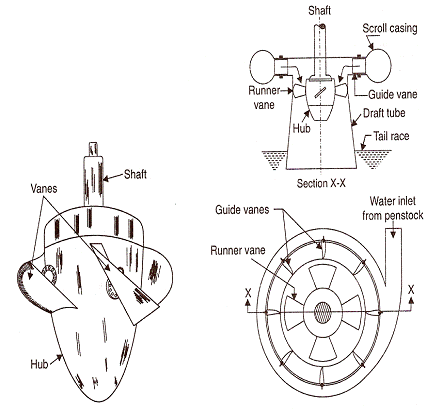 Shaft
Scroll casing
Runner
vane
Guide vane
Hub
Draft tube
Tail race
Section X-X
Shaft
Vanes
Hub
Water inlet
from penstock
Guide vanes
Runner vane
X
X